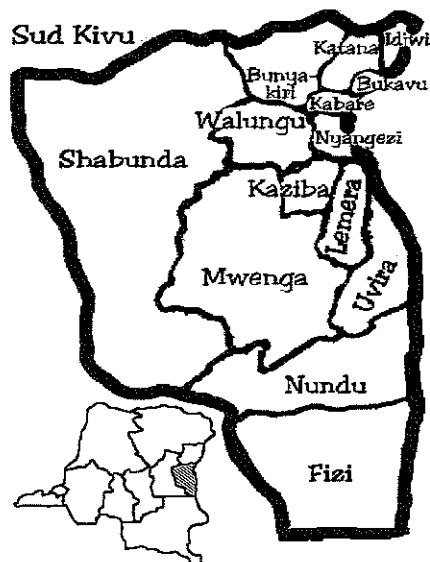 Sud Kivu
Katana
Idjwi
Bunya-
kiri
Bukavu
Kabare
Walungu
Nyangezi
Shabunda
Kaziba
Lemera
Mwenga
Uvira
Nundu
Fizi